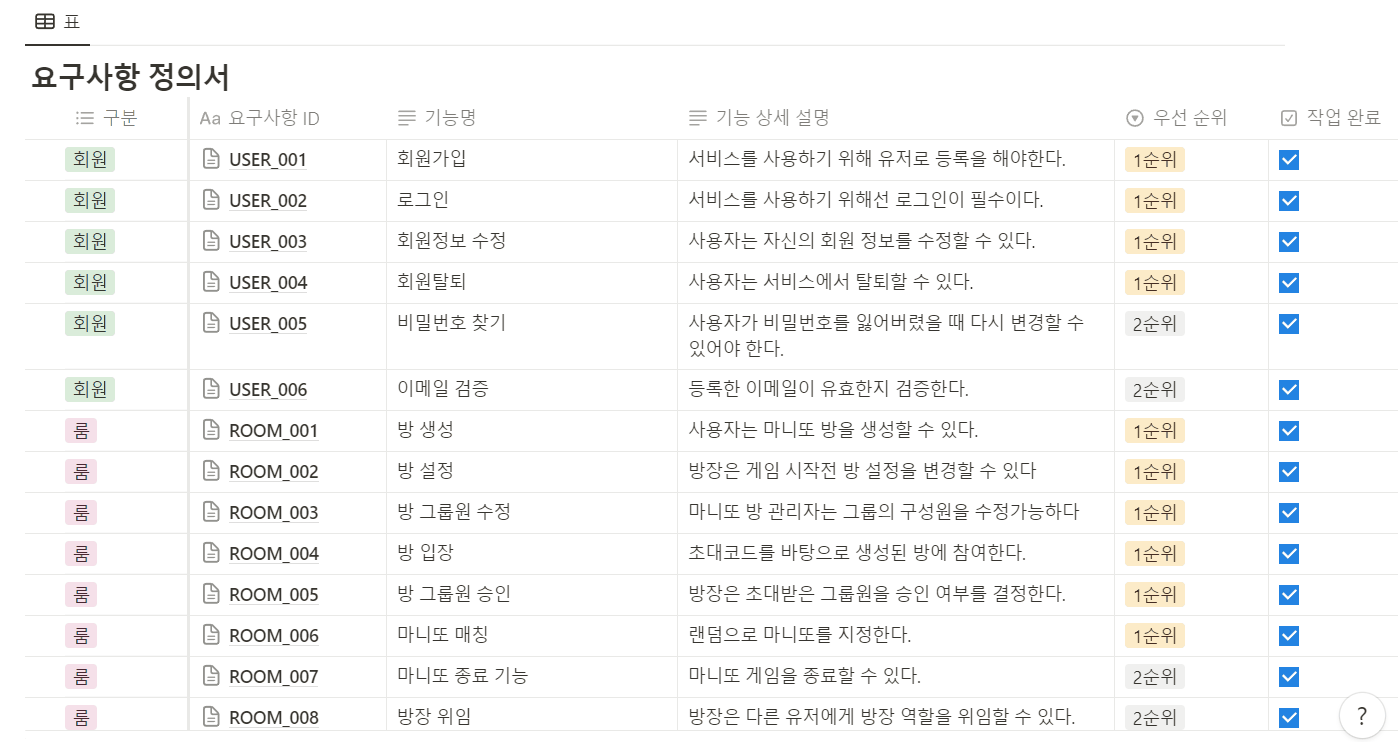 표
요구사항 정의서
구분 Aa 요구사항 ID 기능명 기능 상세 설명 우선 순위 작업 완료
회원 USER_001 회원가입 서비스를 사용하기 위해 유저로 등록을 해야한다. 1순위
회원 USER_002 로그인 서비스를 사용하기 위해선 로그인이 필수이다. 1순위
회원 USER_003 회원정보 수정 사용자는 자신의 회원 정보를 수정할 수 있다. 1순위
회원 USER_004 회원탈퇴 사용자는 서비스에서 탈퇴할 수 있다. 1순위
회원 USER_005 비밀번호 찾기 사용자가 비밀번호를 잃어버렸을 때 다시 변경할 수 2순위
있어야 한다.
회원 USER_006 이메일 검증 등록한 이메일이 유효한지 검증한다. 2순위
룸 ROOM_001 방 생성 사용자는 마니또 방을 생성할 수 있다. 1순위
룸 ROOM_002 방 설정 방장은 게임 시작전 방 설정을 변경할 수 있다 1순위
룸 ROOM_003 방 그룹원 수정 마니또 방 관리자는 그룹의 구성원을 수정가능하다 1순위
룸 ROOM_004 방 입장 초대코드를 바탕으로 생성된 방에 참여한다. 1순위
룸 ROOM_005 방 그룹원 승인 방장은 초대받은 그룹원을 승인 여부를 결정한다. 1순위
룸 ROOM_006 마니또 매칭 랜덤으로 마니또를 지정한다. 1순위
룸 ROOM_007 마니또 종료 기능 마니또 게임을 종료할 수 있다. 2순위
룸 ROOM_008 방장 위임 방장은 다른 유저에게 방장 역할을 위임할 수 있다. 2순위
?